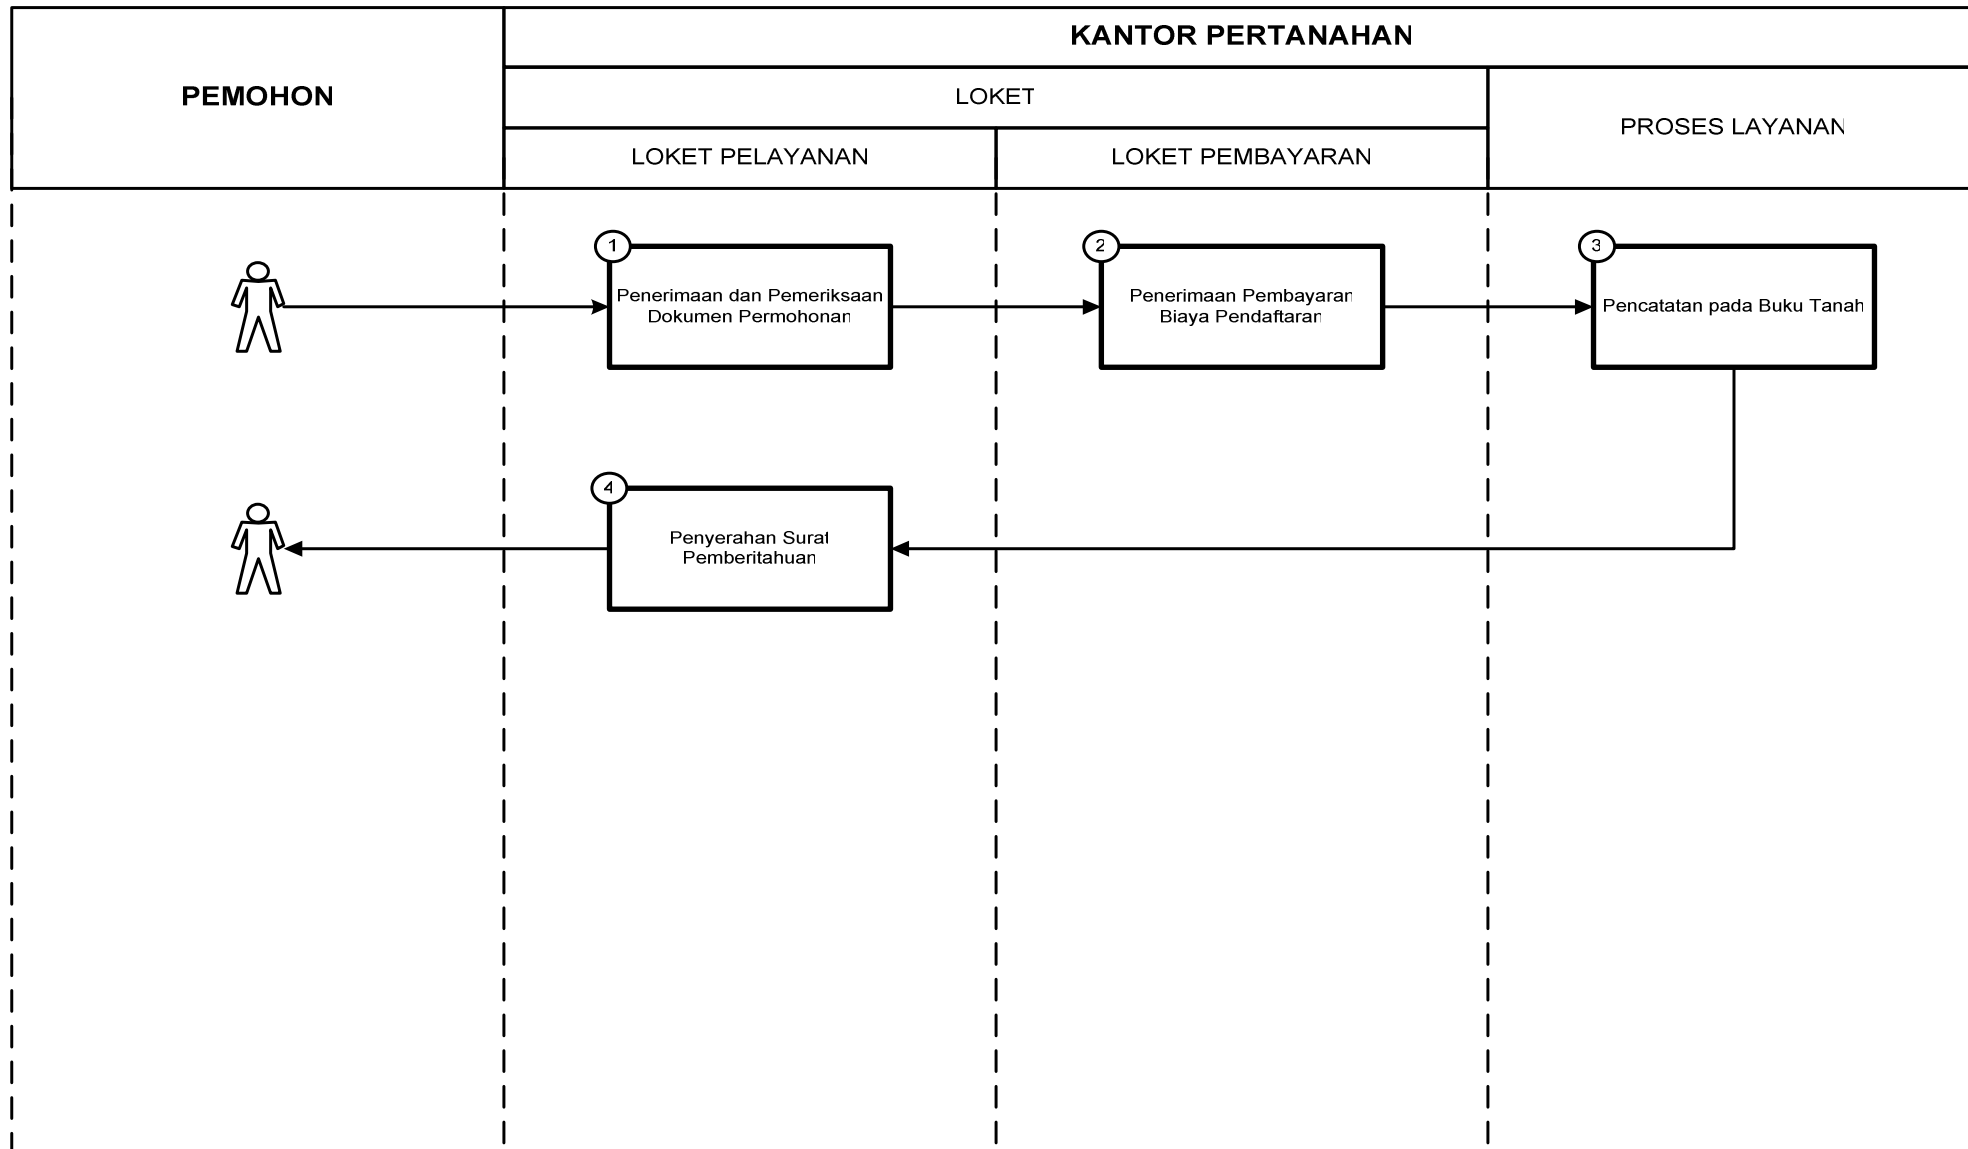 KANTOR PERTANAHAN
PEMOHON
LOKET
PROSES LAYANAN
LOKET PELAYANAN
LOKET PEMBAYARAN
1
Penerimaan dan Pemeriksaan
Dokumen Permohonan
2
Penerimaan Pembayaran
Biaya Pendaftaran
3
Pencatatan pada Buku Tanah
4
Penyerahan Surat
Pemberitahuan